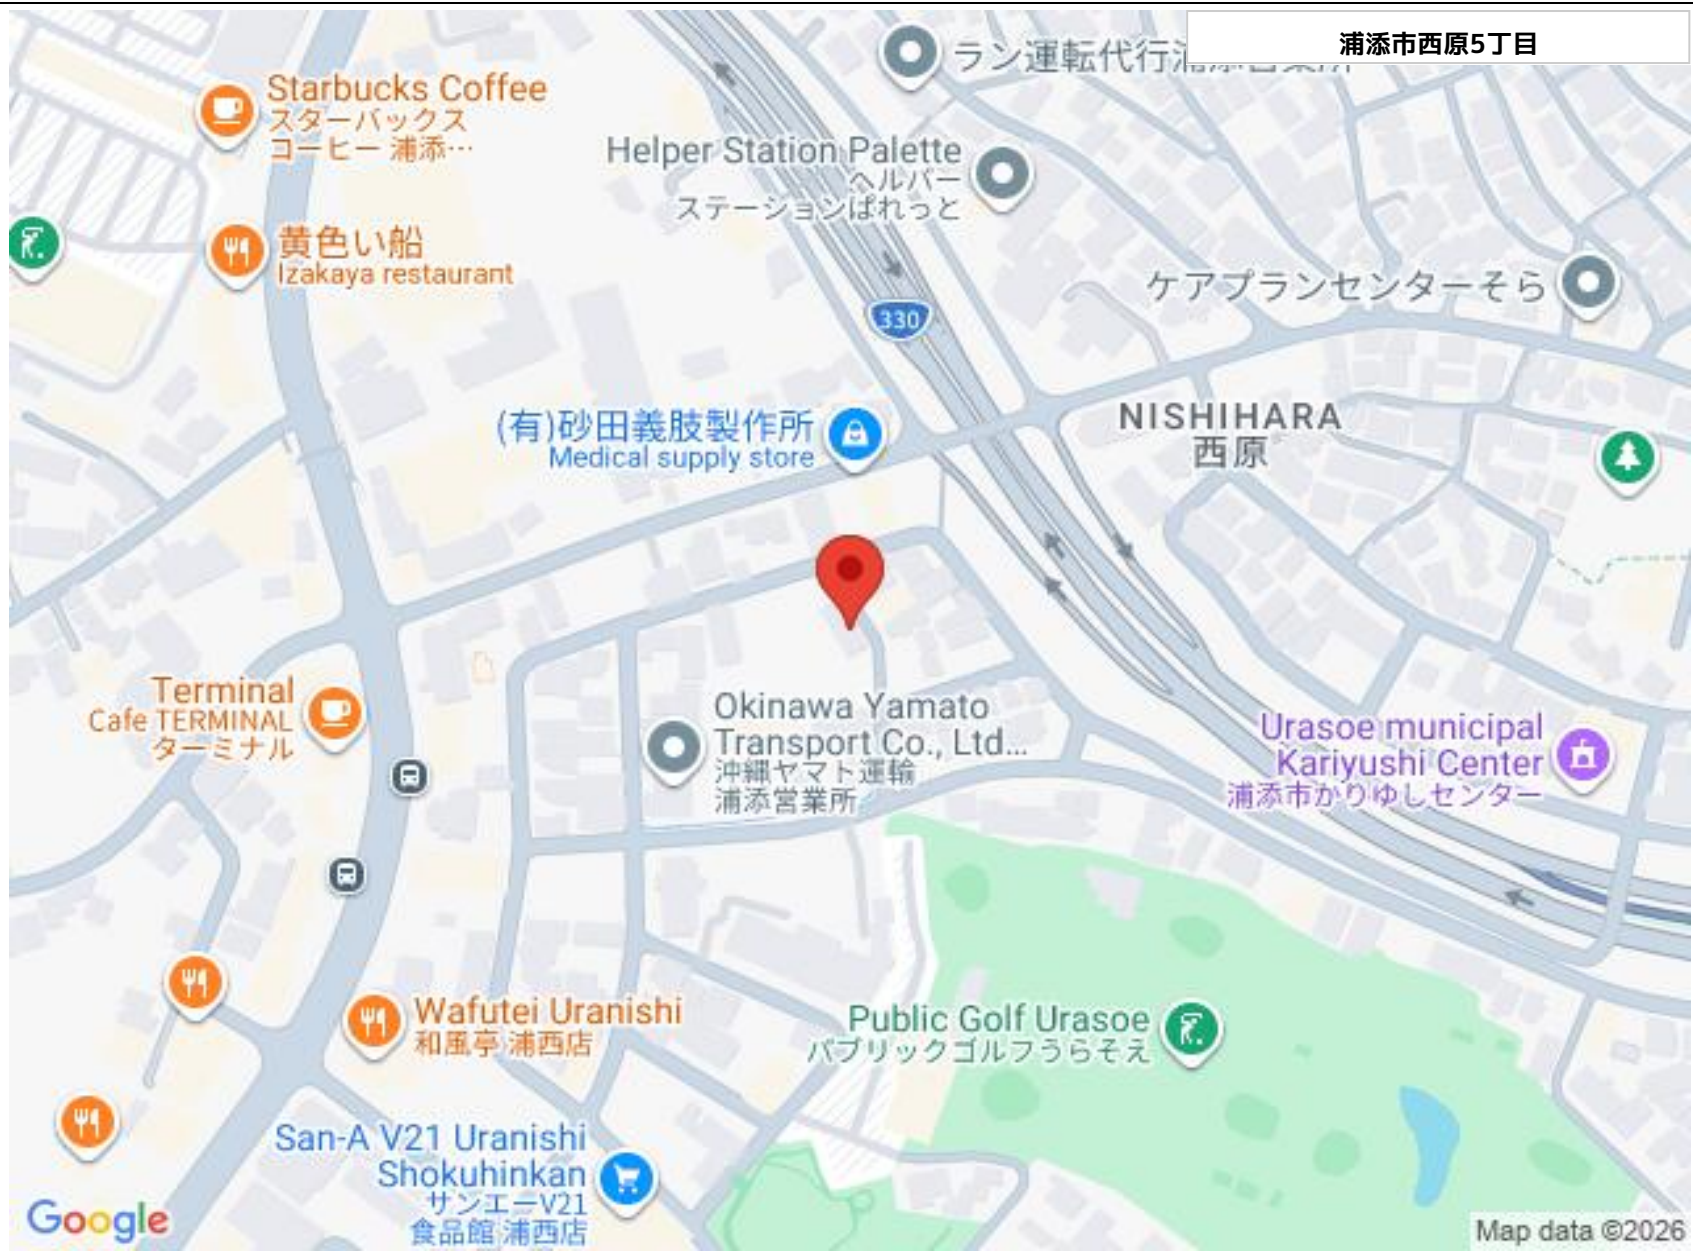 浦添市西原5丁目
ラン運転代行浦添営業所
Starbucks Coffee
スターバックス
コーヒー 浦添…
Helper Station Palette
ヘルパー
ステーションぱれっと
黄色い船
Izakaya restaurant
ケアプランセンターそら
330
(有)砂田義肢製作所
Medical supply store
NISHIHARA
西原
Terminal
Cafe TERMINAL
ターミナル
Okinawa Yamato
Transport Co., Ltd...
沖縄ヤマト運輸
浦添営業所
Urasoe municipal
Kariyushi Center
浦添市かりゆしセンター
Wafutei Uranishi
和風亭 浦西店
Public Golf Urasoe
パブリックゴルフうらそえ
San-A V21 Uranishi
Shokuhinkan
サンエーV21
食品館 浦西店
Google
Map data ©2026